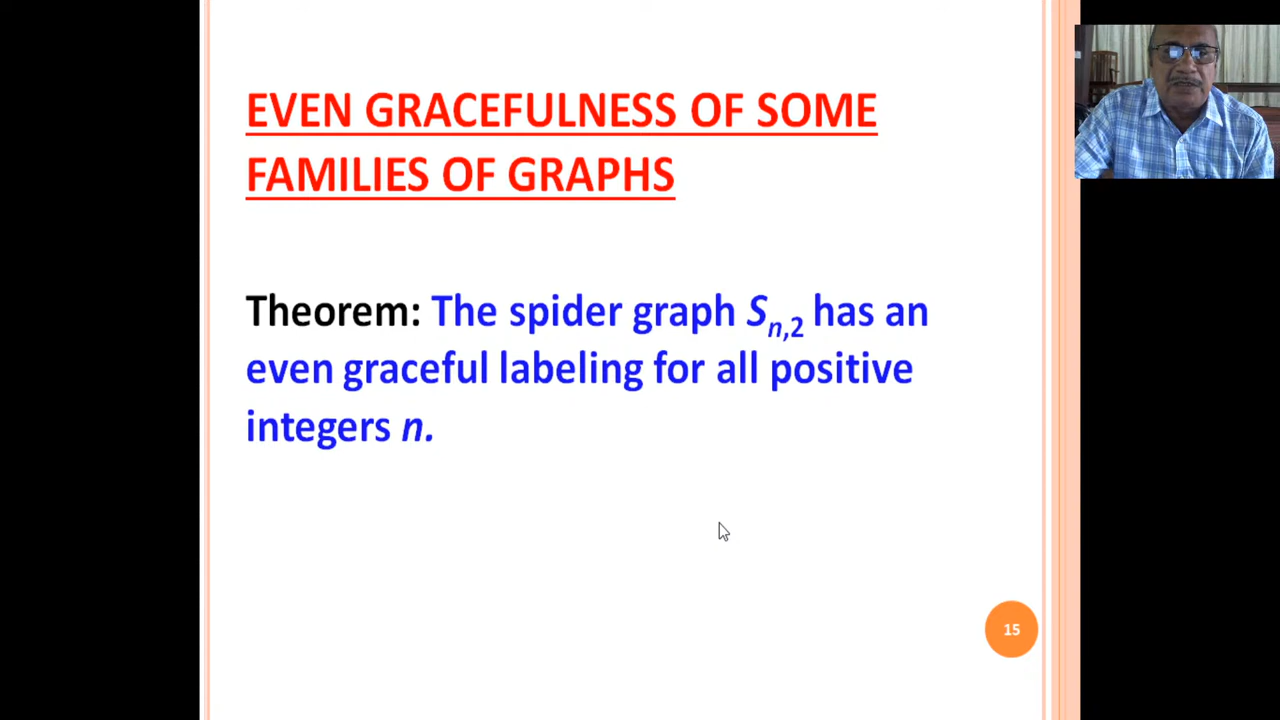 EVEN GRACEFULNESS OF SOME
FAMILIES OF GRAPHS
Theorem: The spider graph Sn,2 has an
even graceful labeling for all positive
integers n.
15